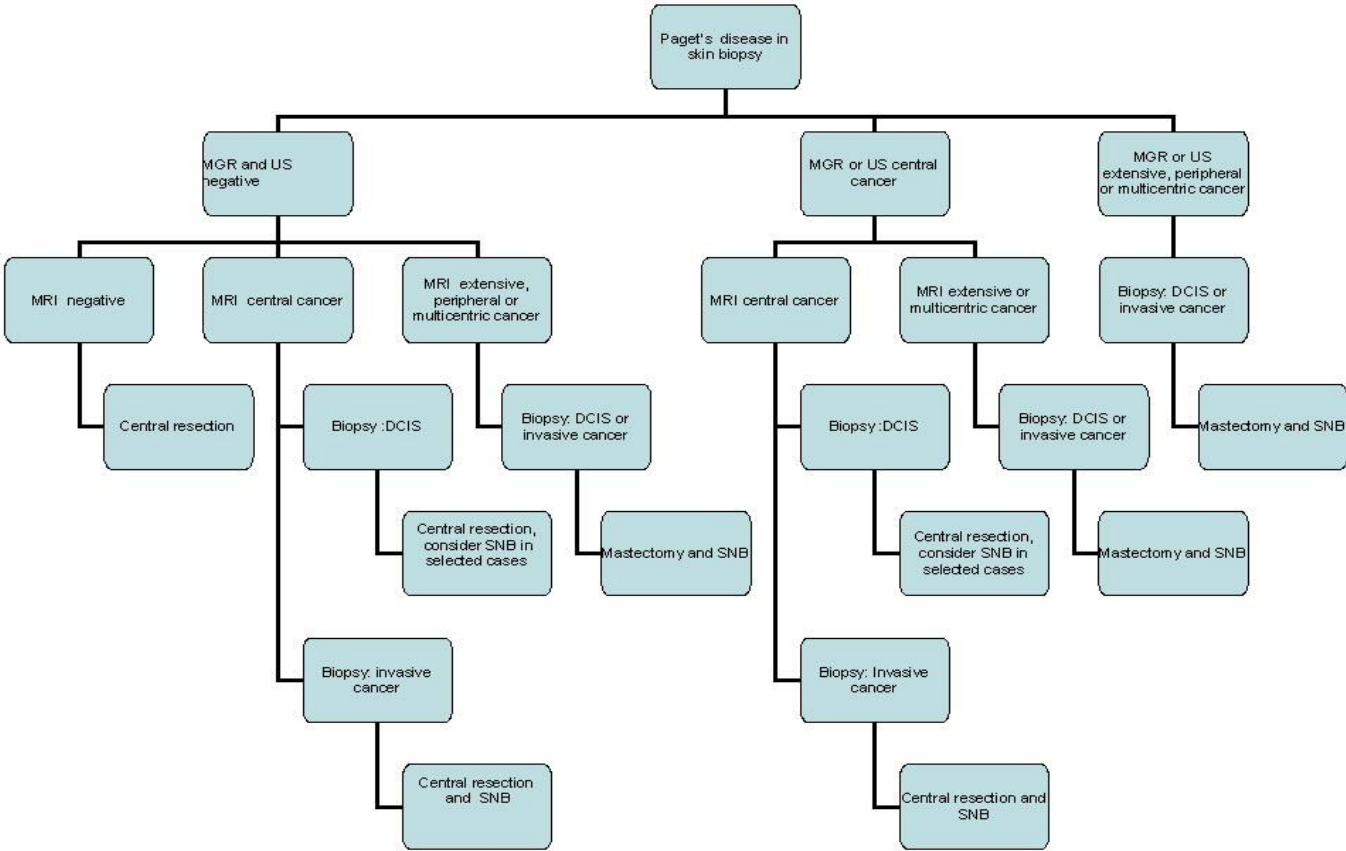 Paget's disease in
skin biopsy
MGR and US
negative
MGR or US central
cancer
MGR or US
extensive, peripheral
or multicentric cancer
MRI negative
MRI central cancer
MRI extensive,
peripheral or
multicentric cancer
MRI central cancer
MRI extensive or
multicentric cancer
Biopsy: DCIS or
invasive cancer
Central resection
Biopsy :DCIS
Biopsy: DCIS or
invasive cancer
Biopsy :DCIS
Biopsy: DCIS or
invasive cancer
Mastectomy and SNB
Central resection,
consider SNB in
selected cases
Mastectomy and SNB
Central resection,
consider SNB in
selected cases
Mastectomy and SNB
Biopsy: invasive
cancer
Biopsy: Invasive
cancer
Central resection
and SNB
Central resection and
SNB